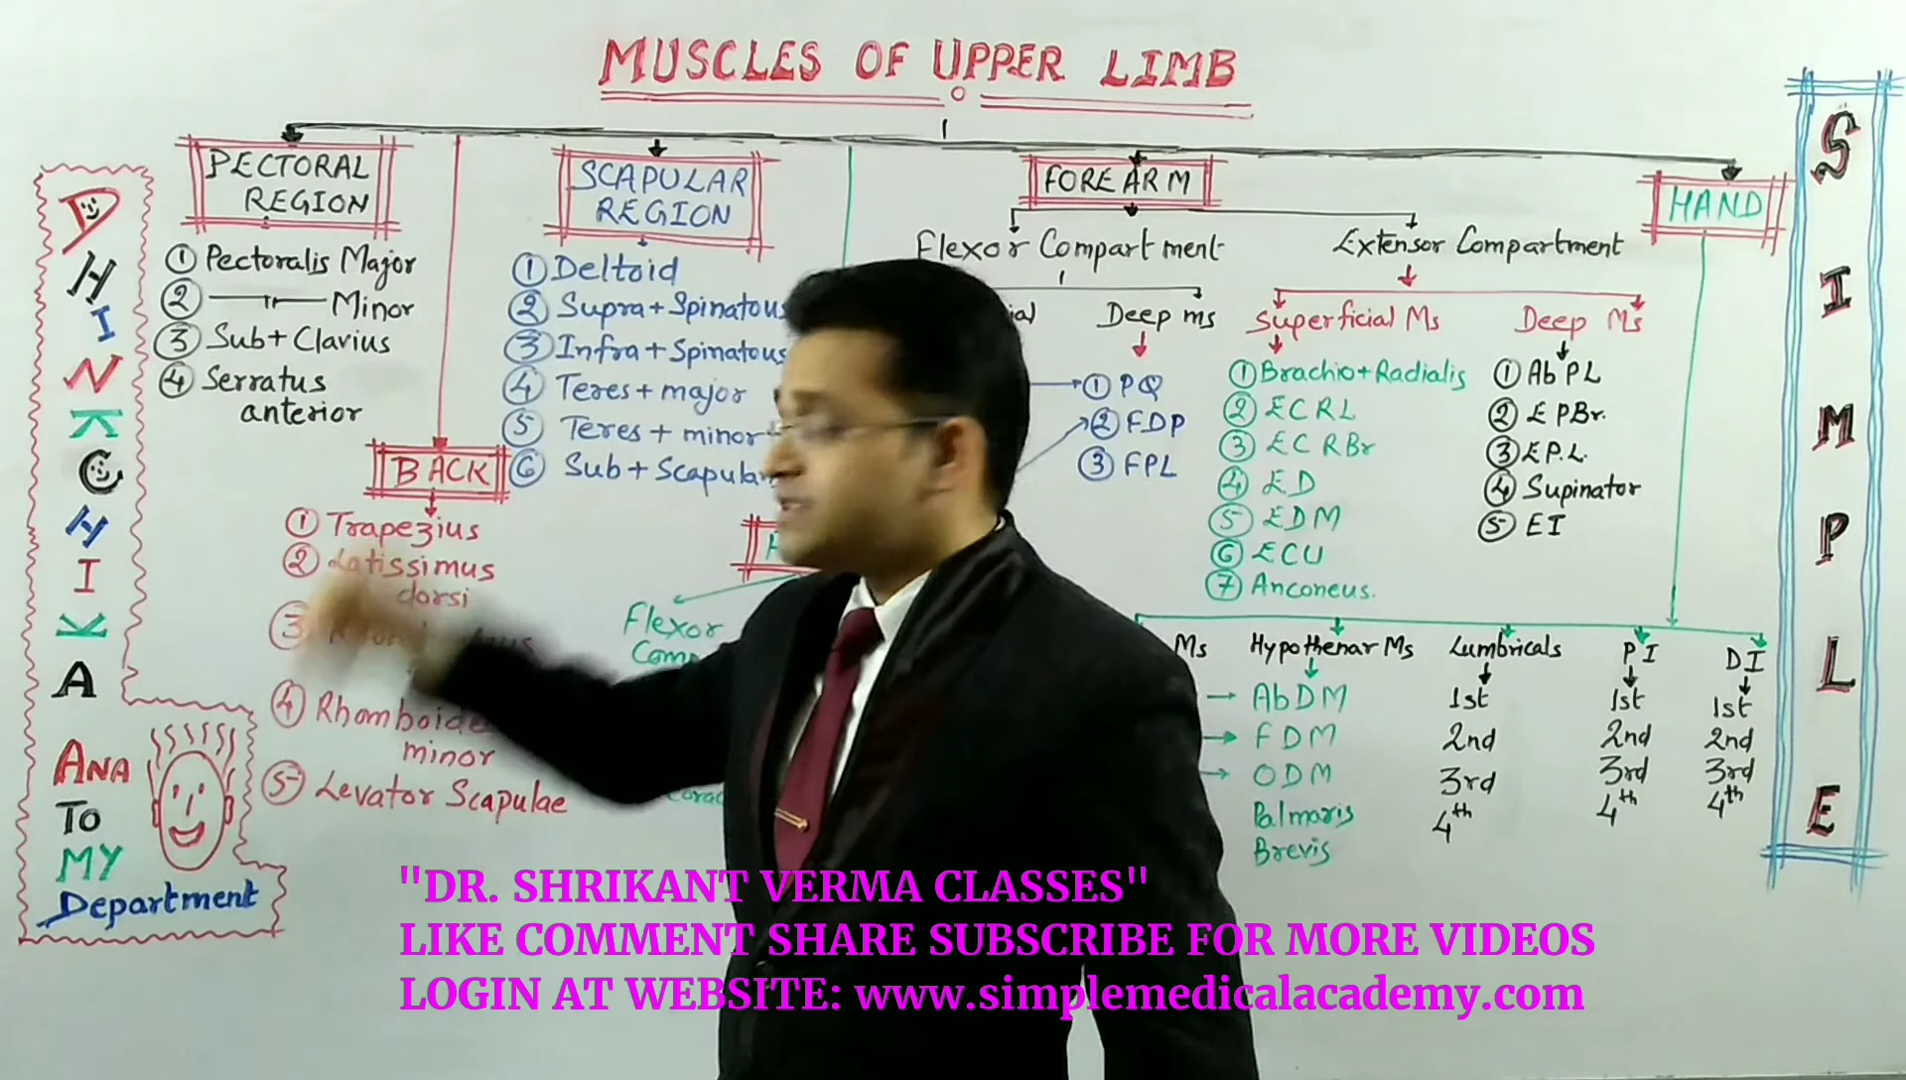 MUSCLES OF UPPER LIMB
PECTORAL
REGION
① Pectoralis Major
② —〃— Minor
③ Sub+Clavius
④ Serratus
anterior
BACK
① Trapezius
② Latissimus
dorsi
③
④ Rhomboide
minor
⑤ Levator Scapulae
SCAPULAR
REGION
① Deltoid
② Supra+Spinatous
③ Infra+Spinatous
④ Teres+major
⑤ Teres+minor
⑥ Sub+Scapula
Flexor
Com
FOREARM
Flexor Compartment
Deep ms
① PQ
② FDP
③ FPL
Extensor Compartment
Superficial Ms
① Brachio+Radialis
② ECRL
③ ECRBr
④ ED
⑤ EDM
⑥ ECU
⑦ Anconeus.
Deep Ms
① AbPL
② EPBr.
③ E.P.L.
④ Supinator
⑤ EI
HAND
Ms
Hypothenar Ms
AbDM
FDM
ODM
Palmaris
Brevis
Lumbricals
1st
2nd
3rd
4th
PI
1st
2nd
3rd
4th
DI
1st
2nd
3rd
4th
DHINKCHIKA
ANA
TO
MY
Department
SIMPLE
"DR. SHRIKANT VERMA CLASSES"
LIKE COMMENT SHARE SUBSCRIBE FOR MORE VIDEOS
LOGIN AT WEBSITE: www.simplemedicalacademy.com